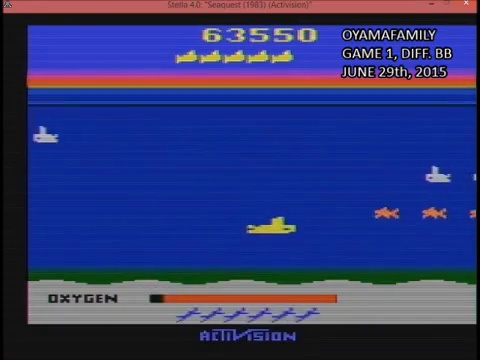 Stella 4.0: "Seaquest (1983) (Activision)"
63550
OYAMAFAMILY
GAME 1, DIFF. BB
JUNE 29th, 2015
OXYGEN
ACTIVISION